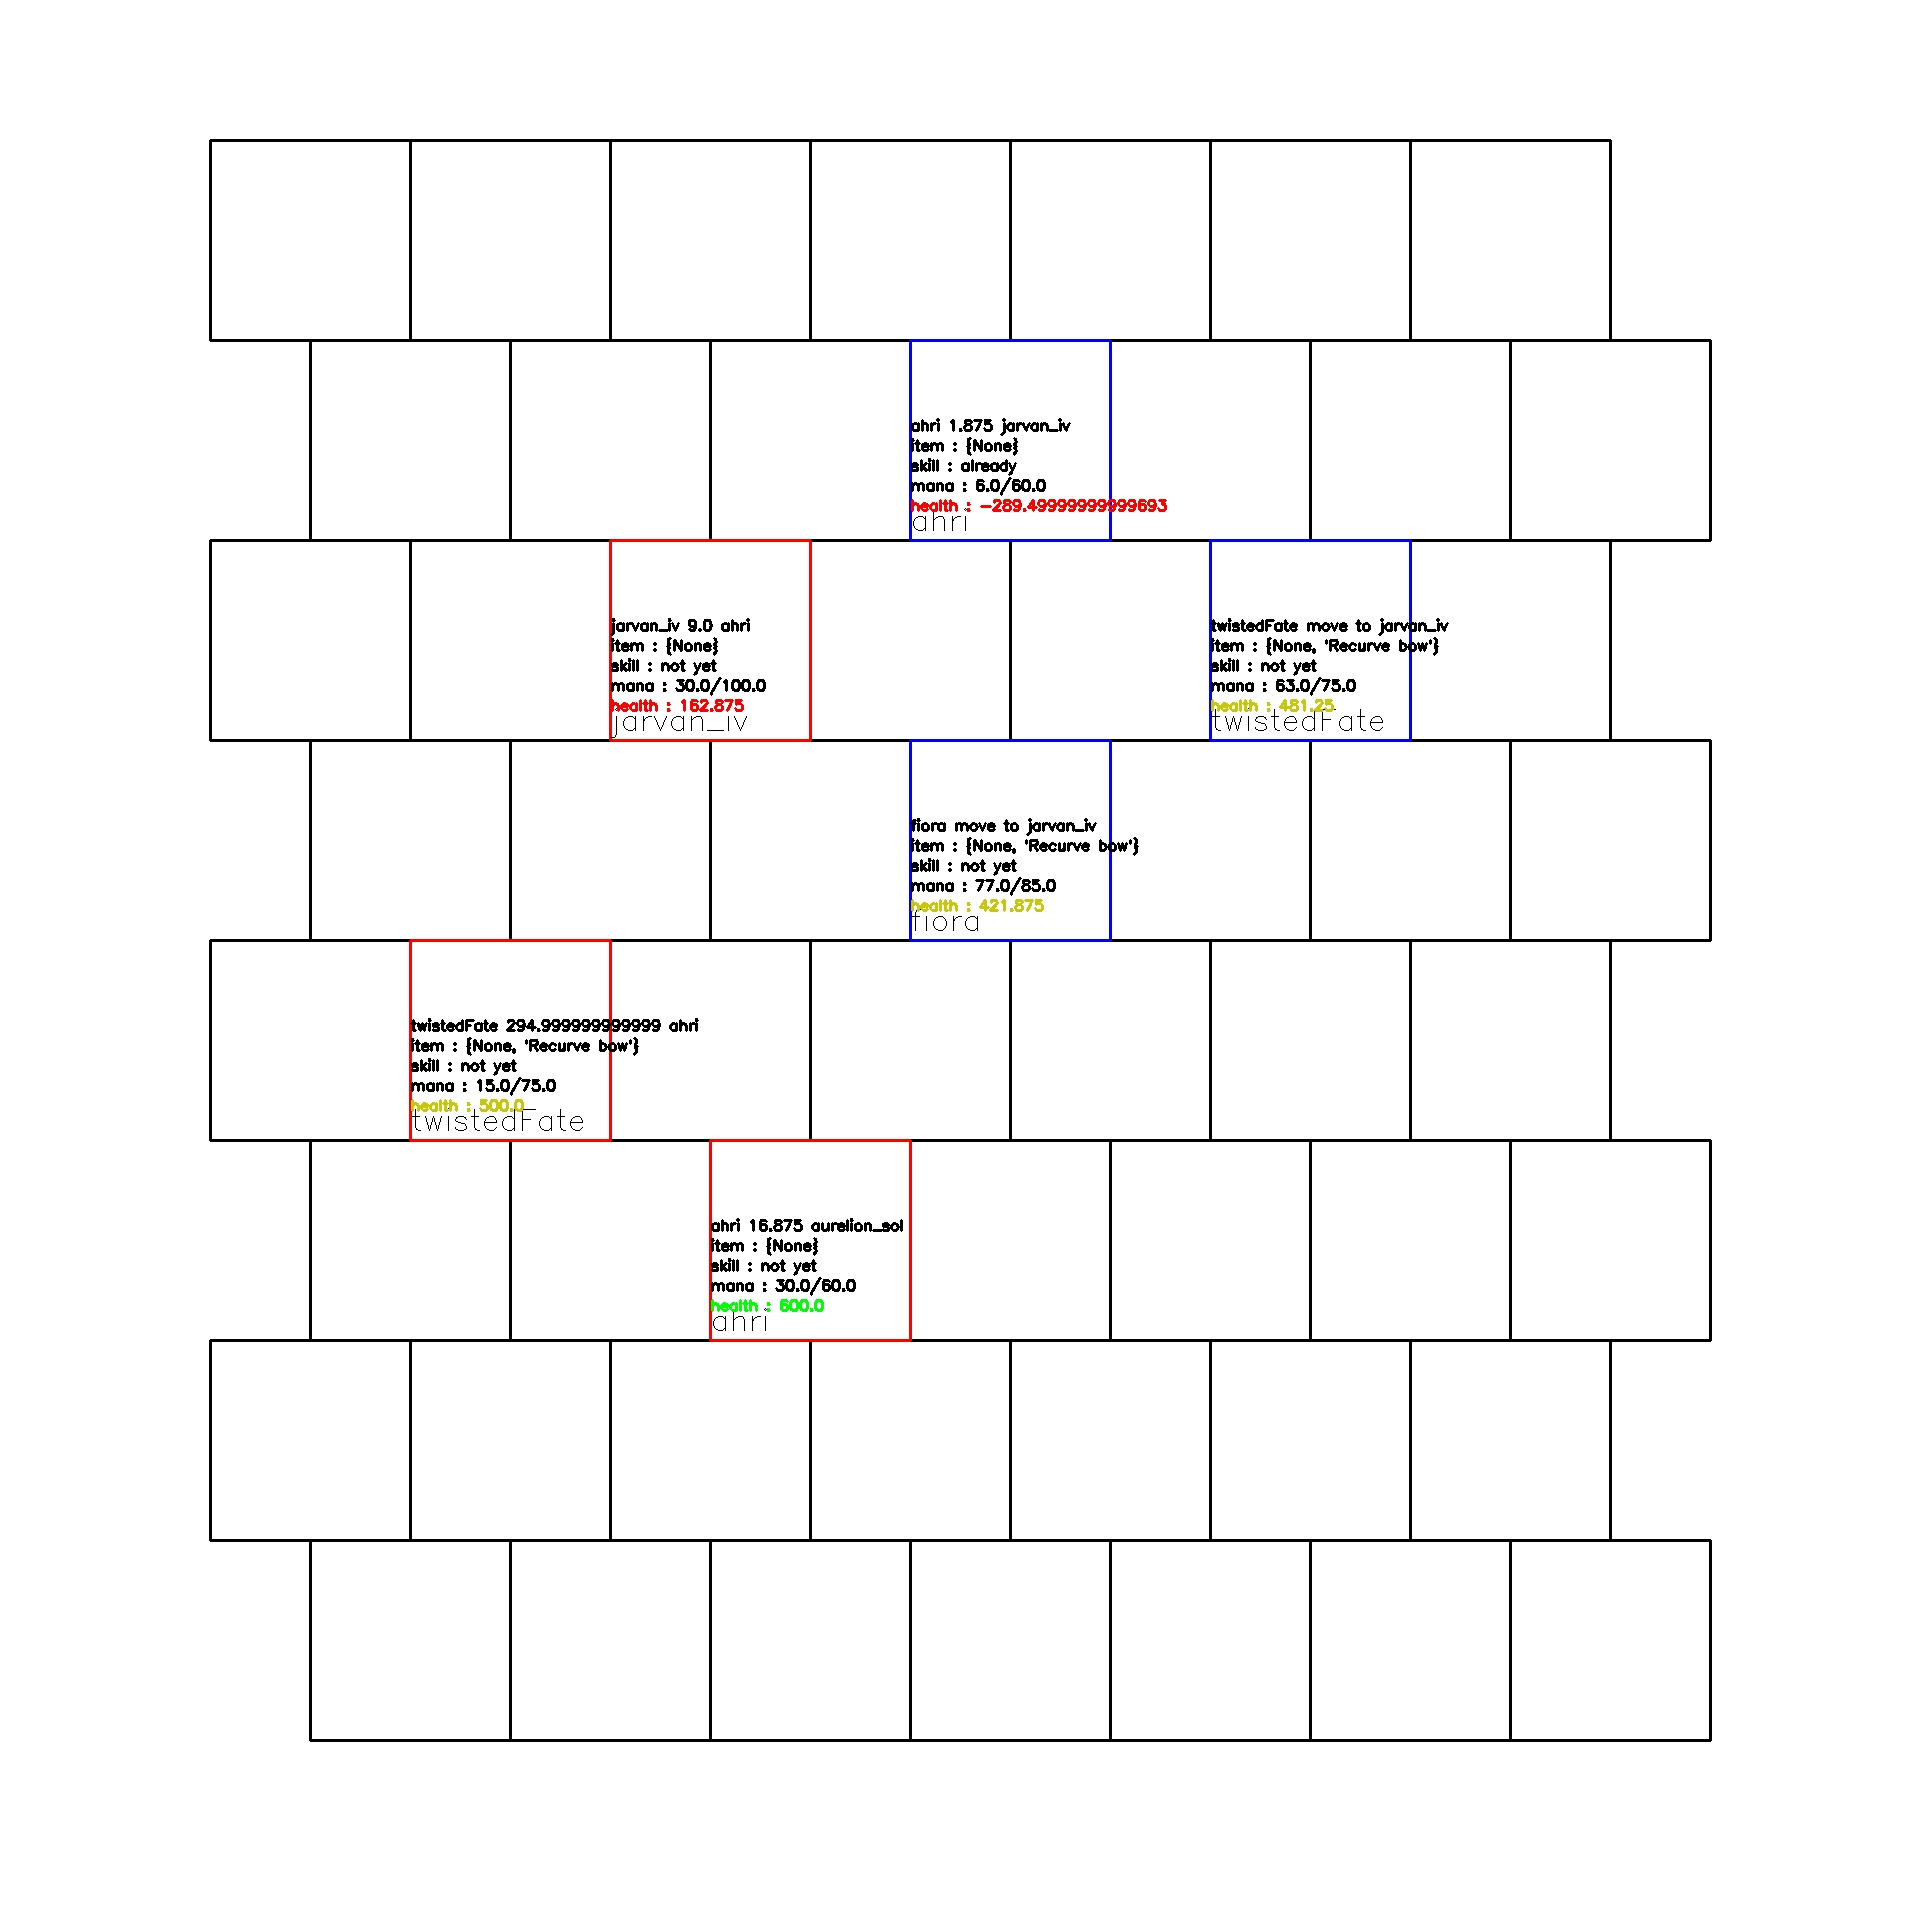 ahri 1.875 jarvan_iv
item : {None}
skill : already
mana : 6.0/60.0
health : -289.49999999999693
ahri
jarvan_iv 9.0 ahri
item : {None}
skill : not yet
mana : 30.0/100.0
health : 162.875
jarvan_iv
twistedFate move to jarvan_iv
item : {None, 'Recurve bow'}
skill : not yet
mana : 63.0/75.0
health : 481.25
twistedFate
fiora move to jarvan_iv
item : {None, 'Recurve bow'}
skill : not yet
mana : 77.0/85.0
health : 421.875
fiora
twistedFate 294.999999999999 ahri
item : {None, 'Recurve bow'}
skill : not yet
mana : 15.0/75.0
health : 500.0
twistedFate
ahri 16.875 aurelion_sol
item : {None}
skill : not yet
mana : 30.0/60.0
health : 600.0
ahri